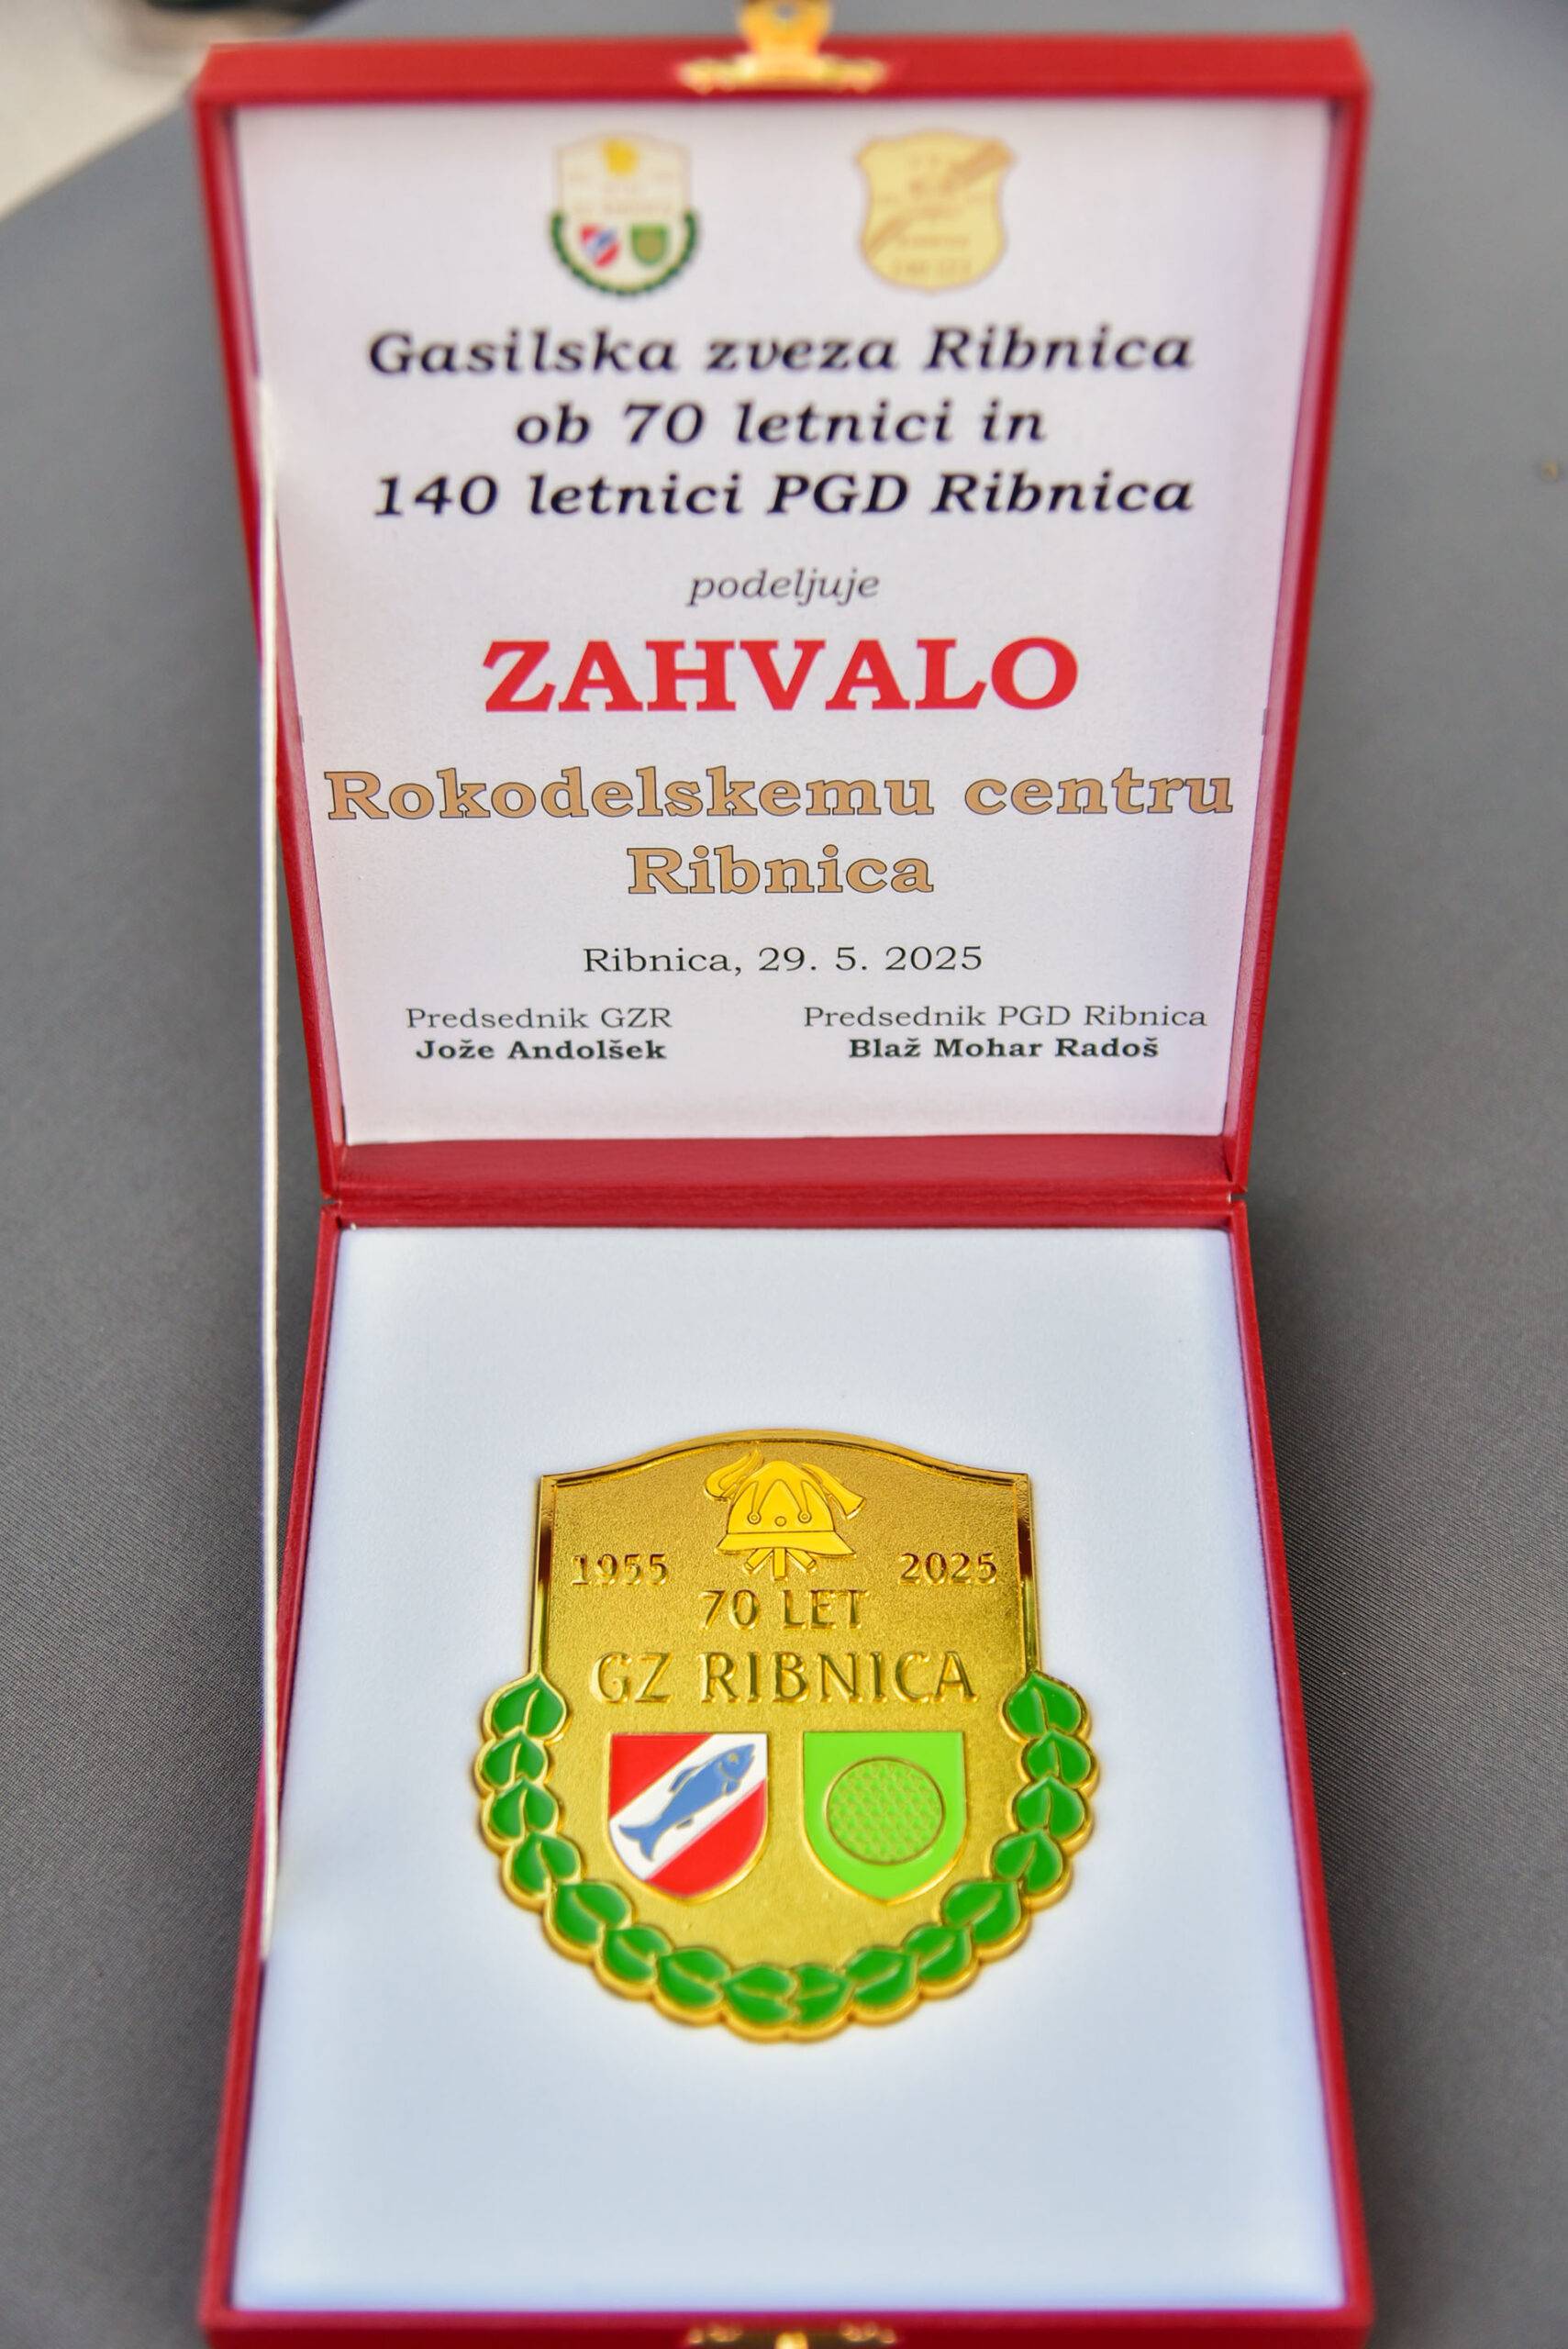 Gasilska zveza Ribnica
ob 70 letnici in
140 letnici PGD Ribnica
podeljuje
ZAHVALO
Rokodelskemu centru
Ribnica
Ribnica, 29. 5. 2025
Predsednik GZR
Jože Andolšek
Predsednik PGD Ribnica
Blaž Mohar Radoš
1955 2025
70 LET
GZ RIBNICA